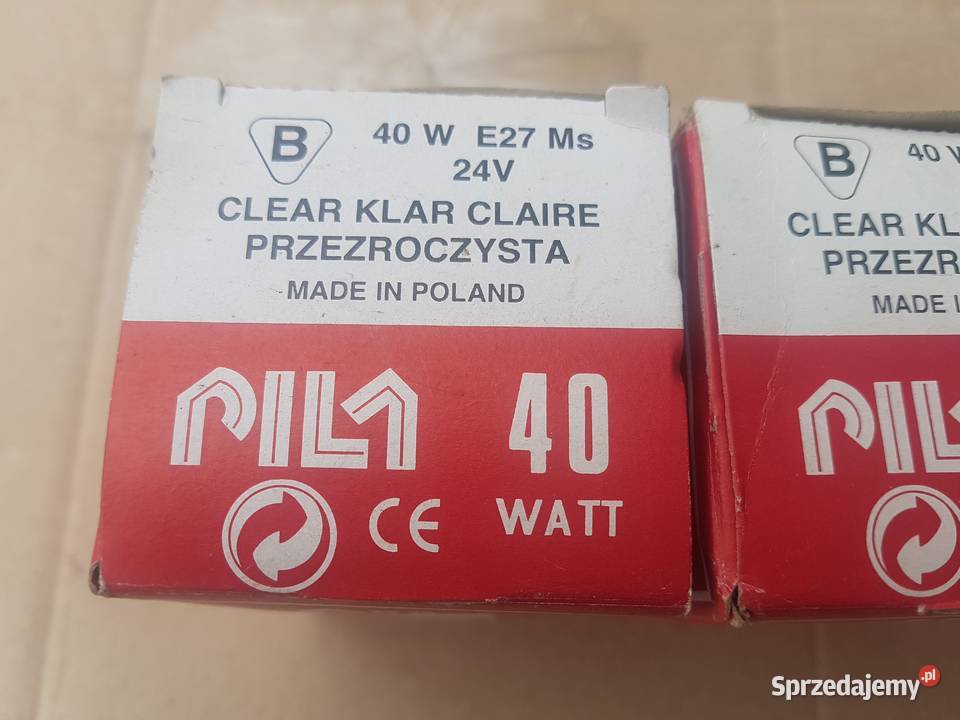 B
40 W E27 Ms
24V
CLEAR KLAR CLAIRE
PRZEZROCZYSTA
MADE IN POLAND
PILA 40
CE WATT
B
40
CLEAR
PRZEZR
MADE
PIL
Sprzedajemy.pl